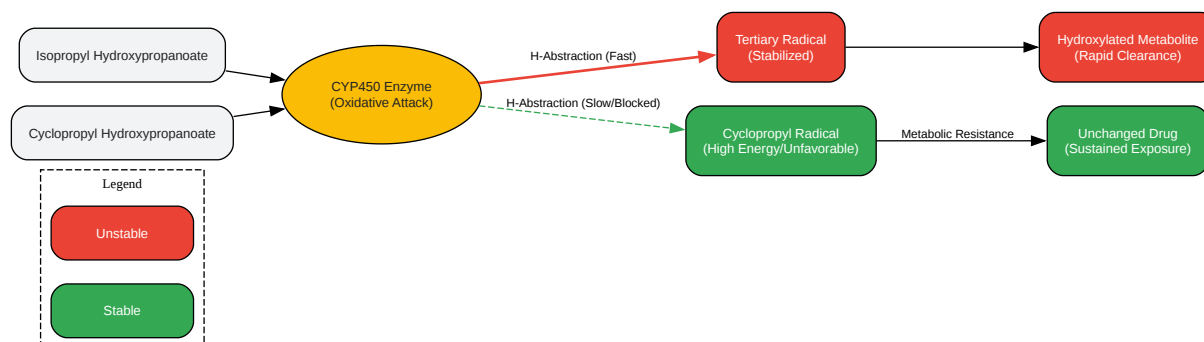 Isopropyl Hydroxypropanoate
Cyclopropyl Hydroxypropanoate
CYP450 Enzyme
(Oxidative Attack)
H-Abstraction (Fast)
H-Abstraction (Slow/Blocked)
Tertiary Radical
(Stabilized)
Hydroxylated Metabolite
(Rapid Clearance)
Cyclopropyl Radical
(High Energy/Unfavorable)
Metabolic Resistance
Unchanged Drug
(Sustained Exposure)
Legend
Unstable
Stable